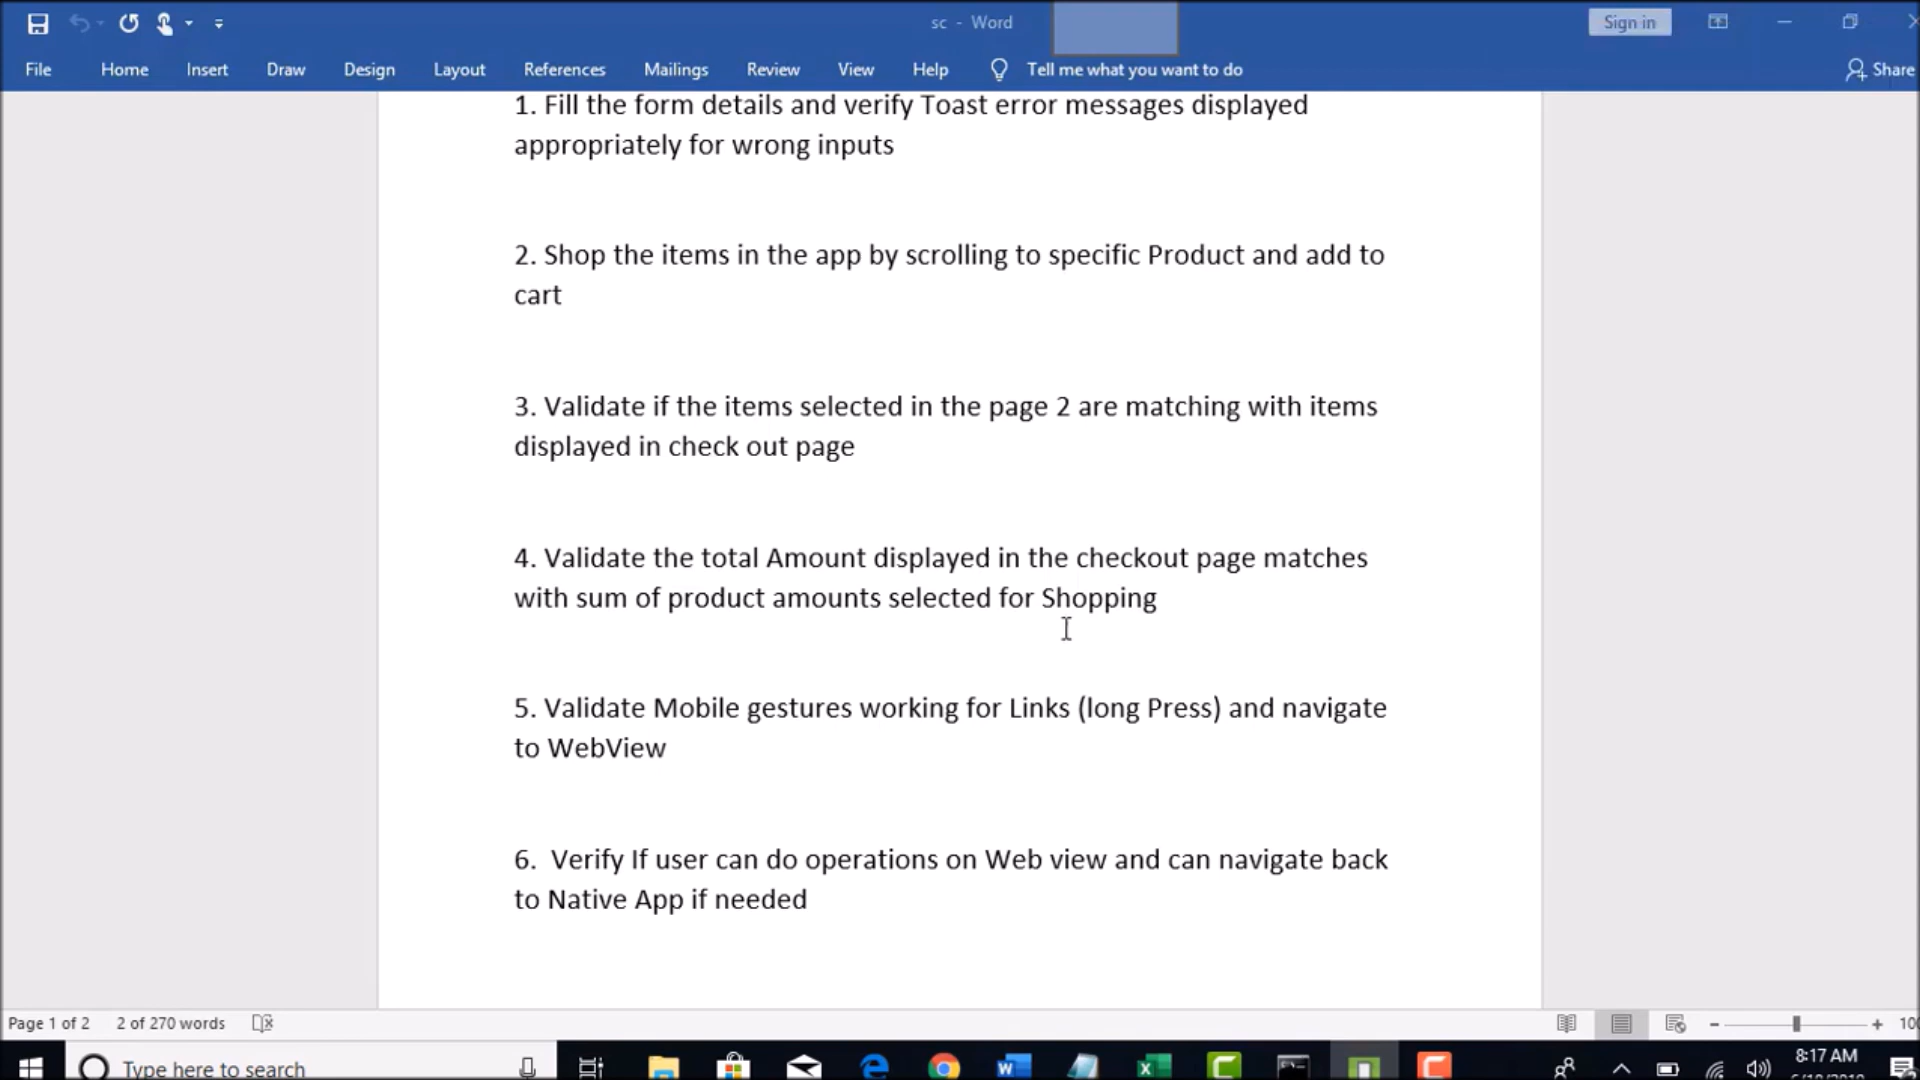 sc - Word
Sign in
File Home Insert Draw Design Layout References Mailings Review View Help Tell me what you want to do Share
1. Fill the form details and verify Toast error messages displayed
appropriately for wrong inputs
2. Shop the items in the app by scrolling to specific Product and add to
cart
3. Validate if the items selected in the page 2 are matching with items
displayed in check out page
4. Validate the total Amount displayed in the checkout page matches
with sum of product amounts selected for Shopping
5. Validate Mobile gestures working for Links (long Press) and navigate
to WebView
6.  Verify If user can do operations on Web view and can navigate back
to Native App if needed
Page 1 of 2 2 of 270 words
Type here to search
8:17 AM